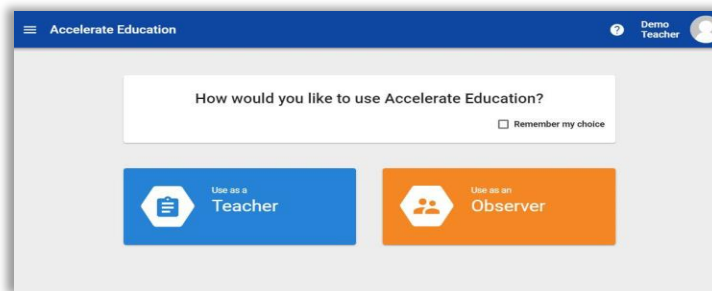 Accelerate Education
?
Demo
Teacher
How would you like to use Accelerate Education?
Remember my choice
Use as a
Teacher
Use as an
Observer